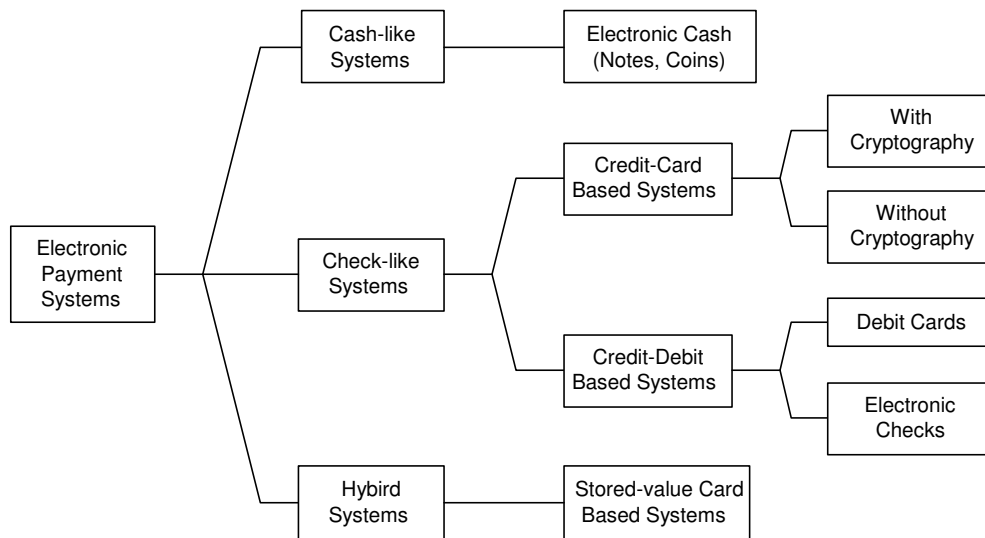 Electronic
Payment
Systems
Cash-like
Systems
Electronic Cash
(Notes, Coins)
Check-like
Systems
Credit-Card
Based Systems
With
Cryptography
Without
Cryptography
Credit-Debit
Based Systems
Debit Cards
Electronic
Checks
Hybird
Systems
Stored-value Card
Based Systems